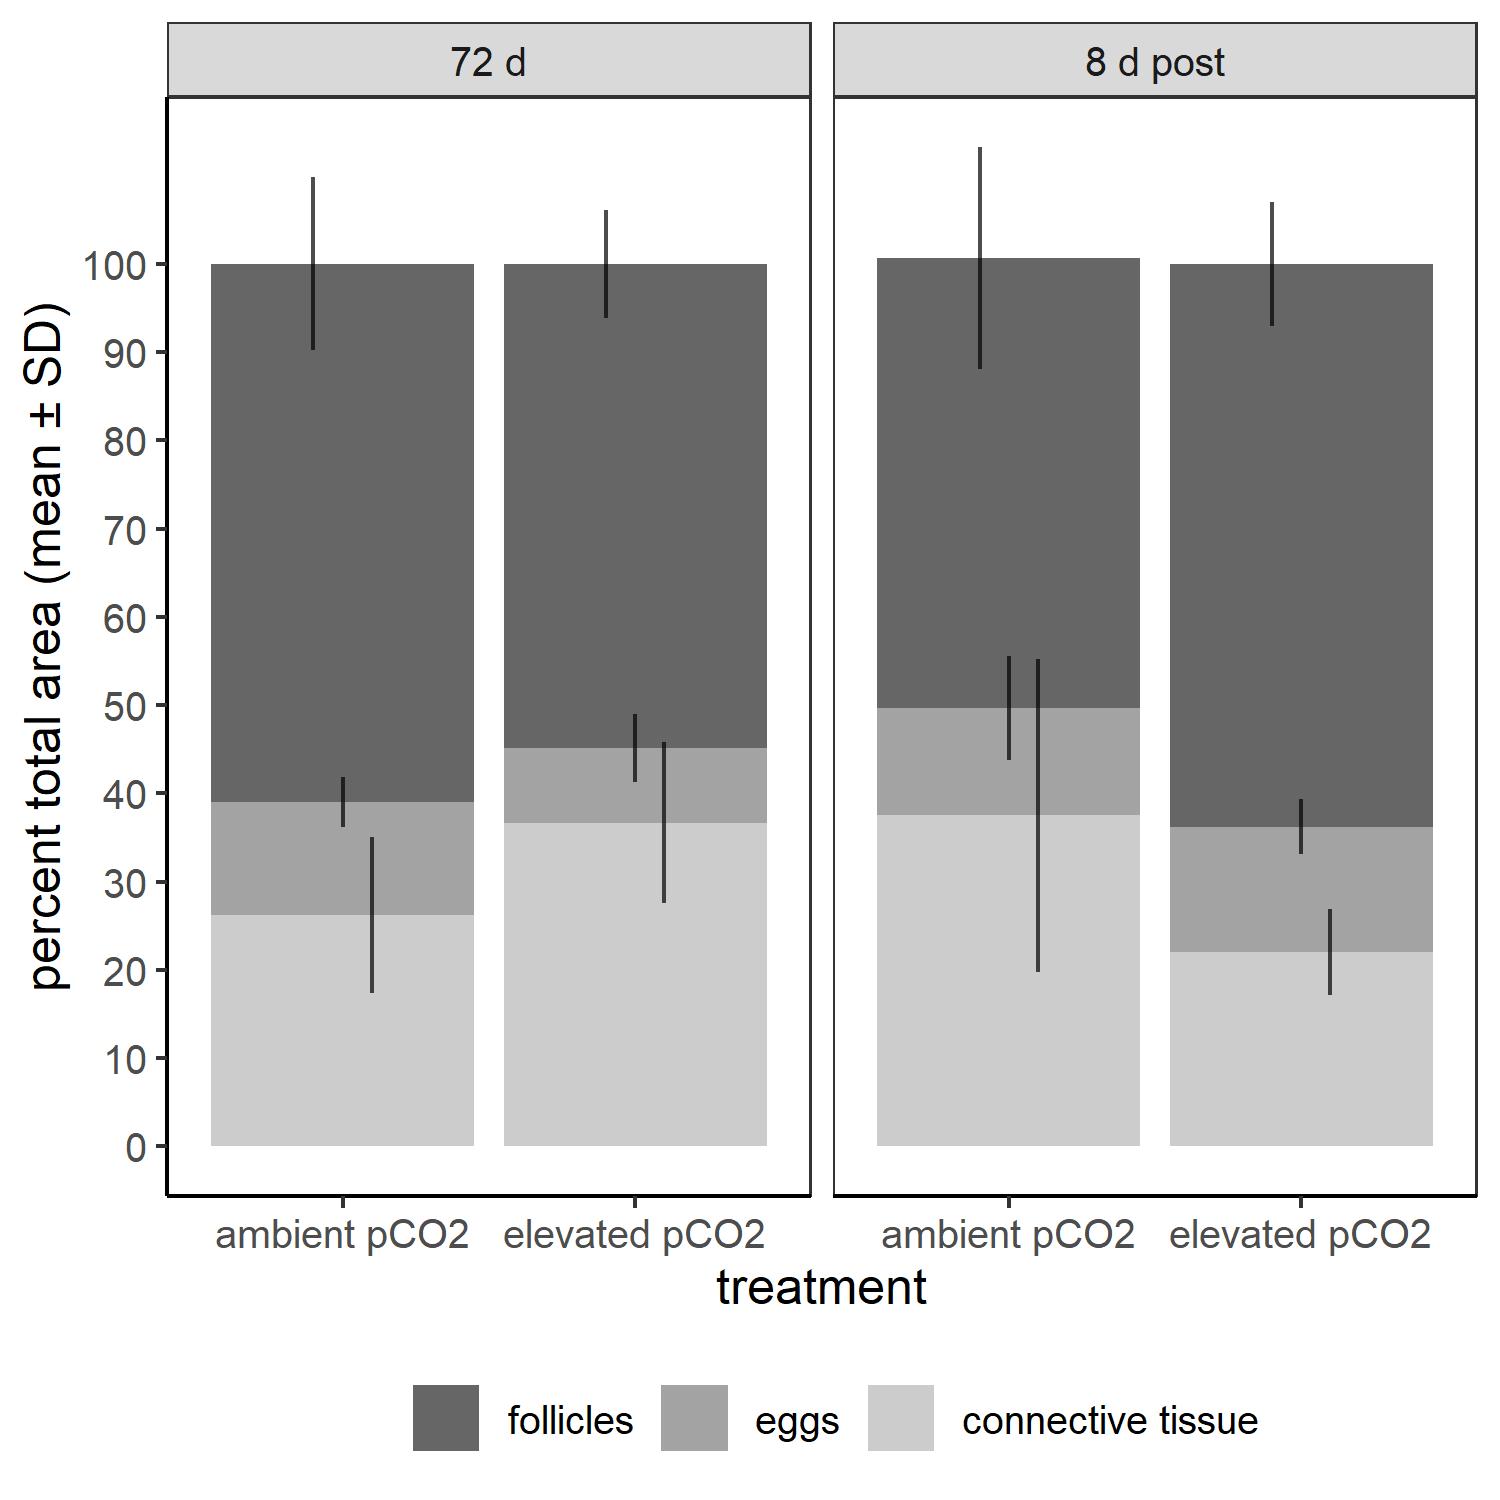 72 d
8 d post
percent total area (mean ± SD)
100
90
80
70
60
50
40
30
20
10
0
ambient pCO2 elevated pCO2 ambient pCO2 elevated pCO2
treatment
follicles eggs connective tissue